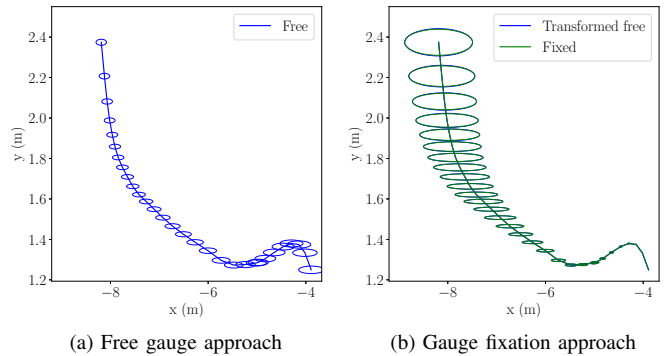 2.4
2.2
2.0
1.8
1.6
1.4
1.2
y (m)
−8
−6
−4
x (m)
Free
(a) Free gauge approach
2.4
2.2
2.0
1.8
1.6
1.4
1.2
y (m)
−8
−6
−4
x (m)
Transformed free
Fixed
(b) Gauge fixation approach